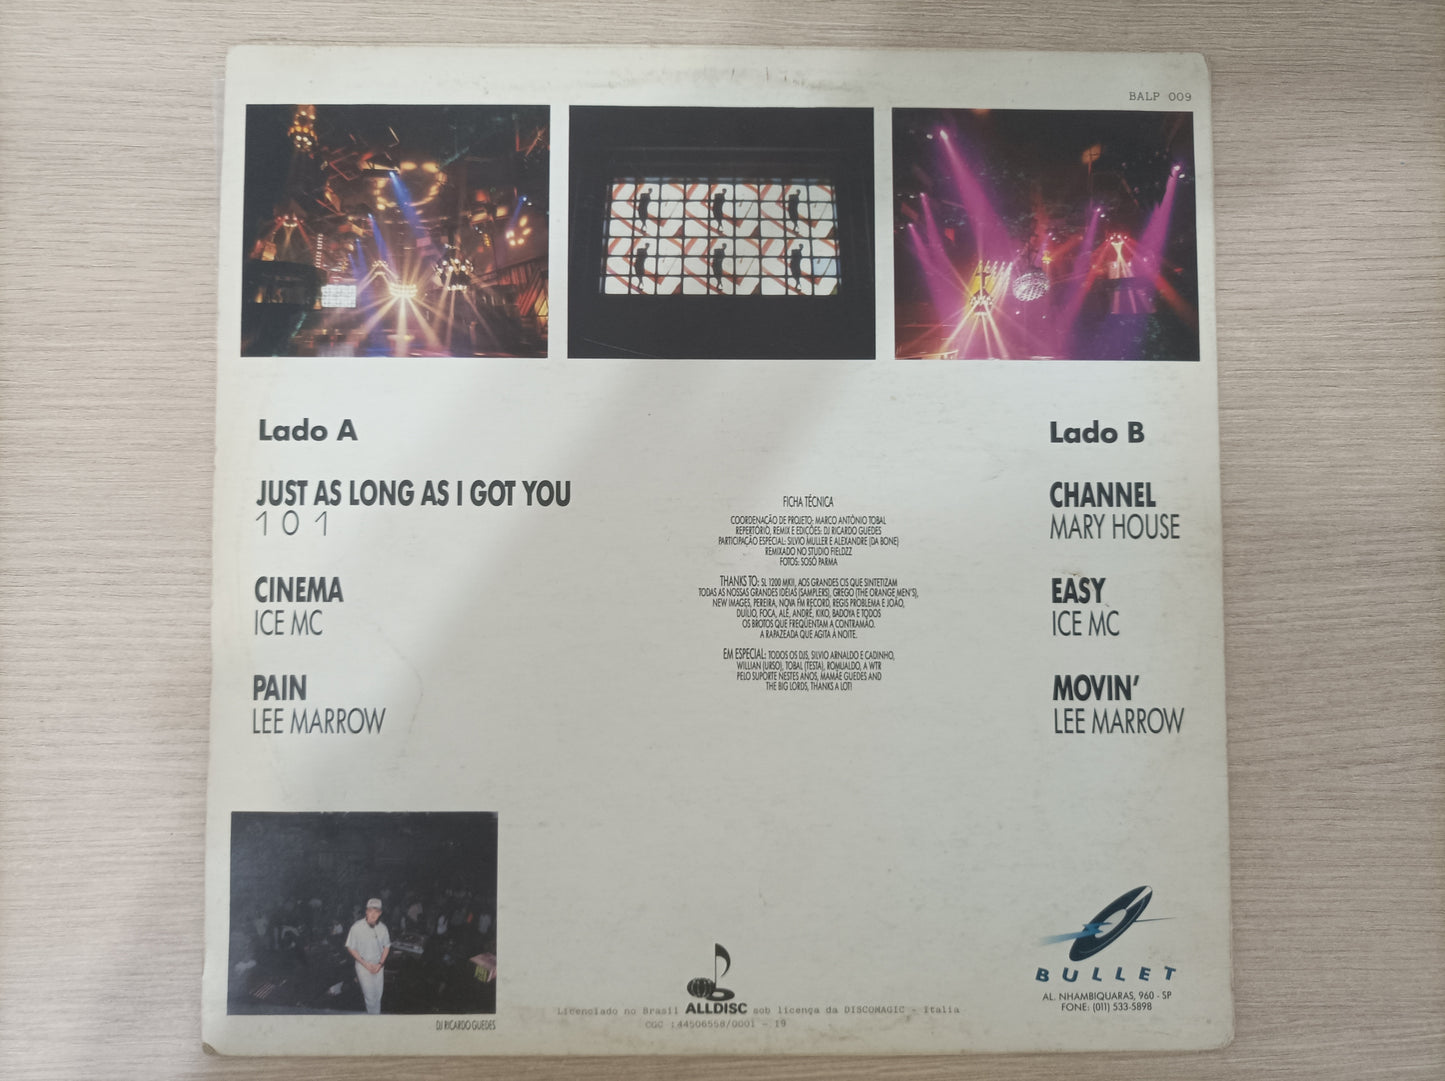 BALP 009
Lado A
JUST AS LONG AS I GOT YOU
1 0 1
CINEMA
ICE MC
PAIN
LEE MARROW
FICHA TÉCNICA
COORDENAÇÃO DE PROJETO: MARCO ANTÔNIO TOBAL
REPERTÓRIO, REMIX E EDIÇÕES: DJ RICARDO GUEDES
PARTICIPAÇÃO ESPECIAL: SILVIO MULLER E ALEXANDRE (DA BONE)
REMIXADO NO STUDIO FIELDZZ
FOTOS: SOSÔ PARMA
THANKS TO: SL 1200 MKII, AOS GRANDES CIS QUE SINTETIZAM
TODAS AS NOSSAS GRANDES IDÉIAS (SAMPLERS), GREGO (THE ORANGE MEN'S),
NEW IMAGES, PEREIRA, NOVA FM RECORD, REGIS PROBLEMA E JOÃO,
DUÍLIO, FOCA, ALÊ, ANDRÉ, KIKO, BADOYA E TODOS
OS BROTOS QUE FREQÜENTAM A CONTRAMÃO.
A RAPAZEADA QUE AGITA À NOITE.
EM ESPECIAL: TODOS OS DJS, SILVIO ARNALDO E CADINHO,
WILLIAN (URSO), TOBAL (TESTA), ROMUALDO, A WTR
PELO SUPORTE NESTES ANOS, MAMÃE GUEDES AND
THE BIG LORDS, THANKS A LOT!
Lado B
CHANNEL
MARY HOUSE
EASY
ICE MC
MOVIN'
LEE MARROW
DJ RICARDO GUEDES
Licenciado no Brasil ALLDISC sob licença da DISCOMAGIC - Italia
CGC :44506558/0001 - 19
BULLET
AL. NHAMBIQUARAS, 960 - SP
FONE: (011) 533-5898